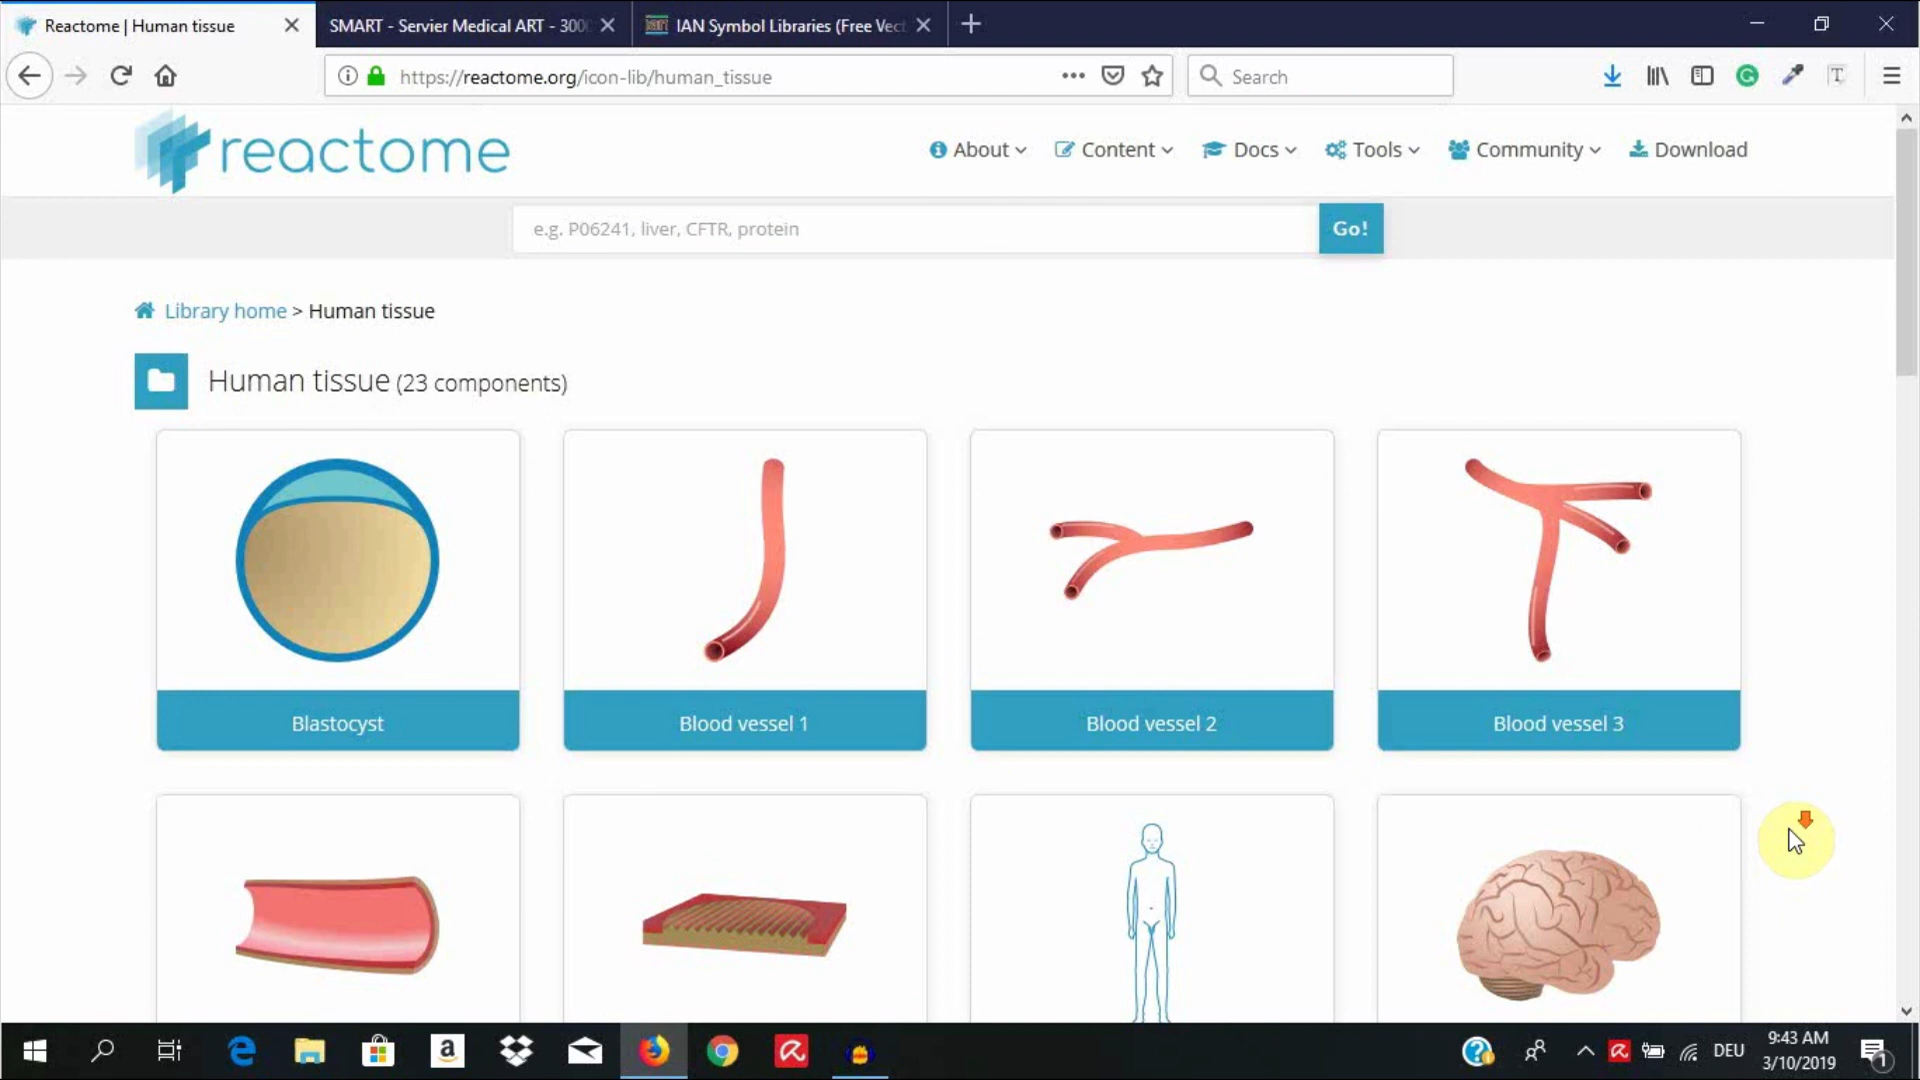 Reactome | Human tissue
SMART - Servier Medical ART - 300
IAN Symbol Libraries (Free Vect
https://reactome.org/icon-lib/human_tissue
Search
reactome
About
Content
Docs
Tools
Community
Download
e.g. P06241, liver, CFTR, protein
Go!
Library home > Human tissue
Human tissue (23 components)
Blastocyst
Blood vessel 1
Blood vessel 2
Blood vessel 3
DEU
9:43 AM
3/10/2019
1